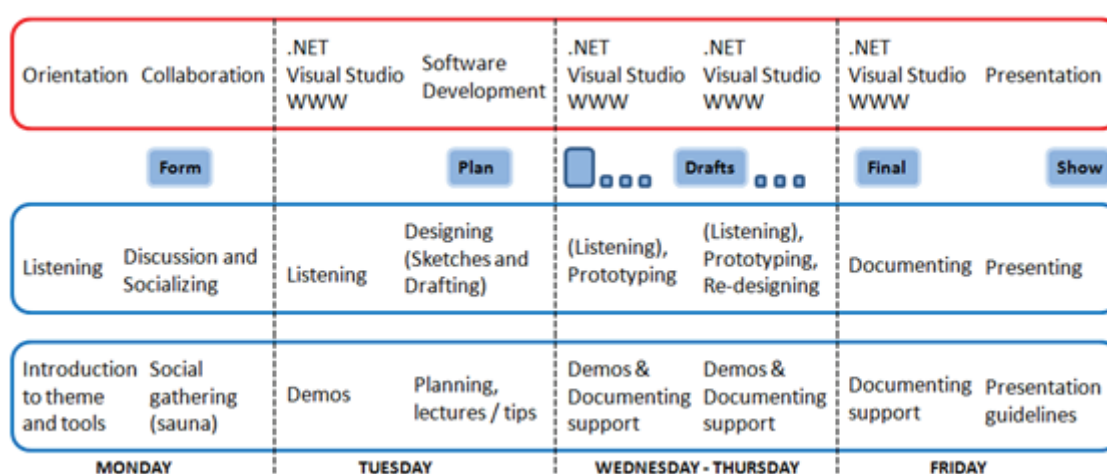 Orientation
Collaboration
.NET
Visual Studio
WWW
Software
Development
.NET
Visual Studio
WWW
.NET
Visual Studio
WWW
.NET
Visual Studio
WWW
Presentation
Form
Plan
Drafts
Final
Show
Listening
Discussion and
Socializing
Listening
Designing
(Sketches and
Drafting)
(Listening),
Prototyping
(Listening),
Prototyping,
Re-designing
Documenting
Presenting
Introduction
to theme
and tools
Social
gathering
(sauna)
Demos
Planning,
lectures / tips
Demos &
Documenting
support
Demos &
Documenting
support
Documenting
support
Presentation
guidelines
MONDAY
TUESDAY
WEDNESDAY - THURSDAY
FRIDAY